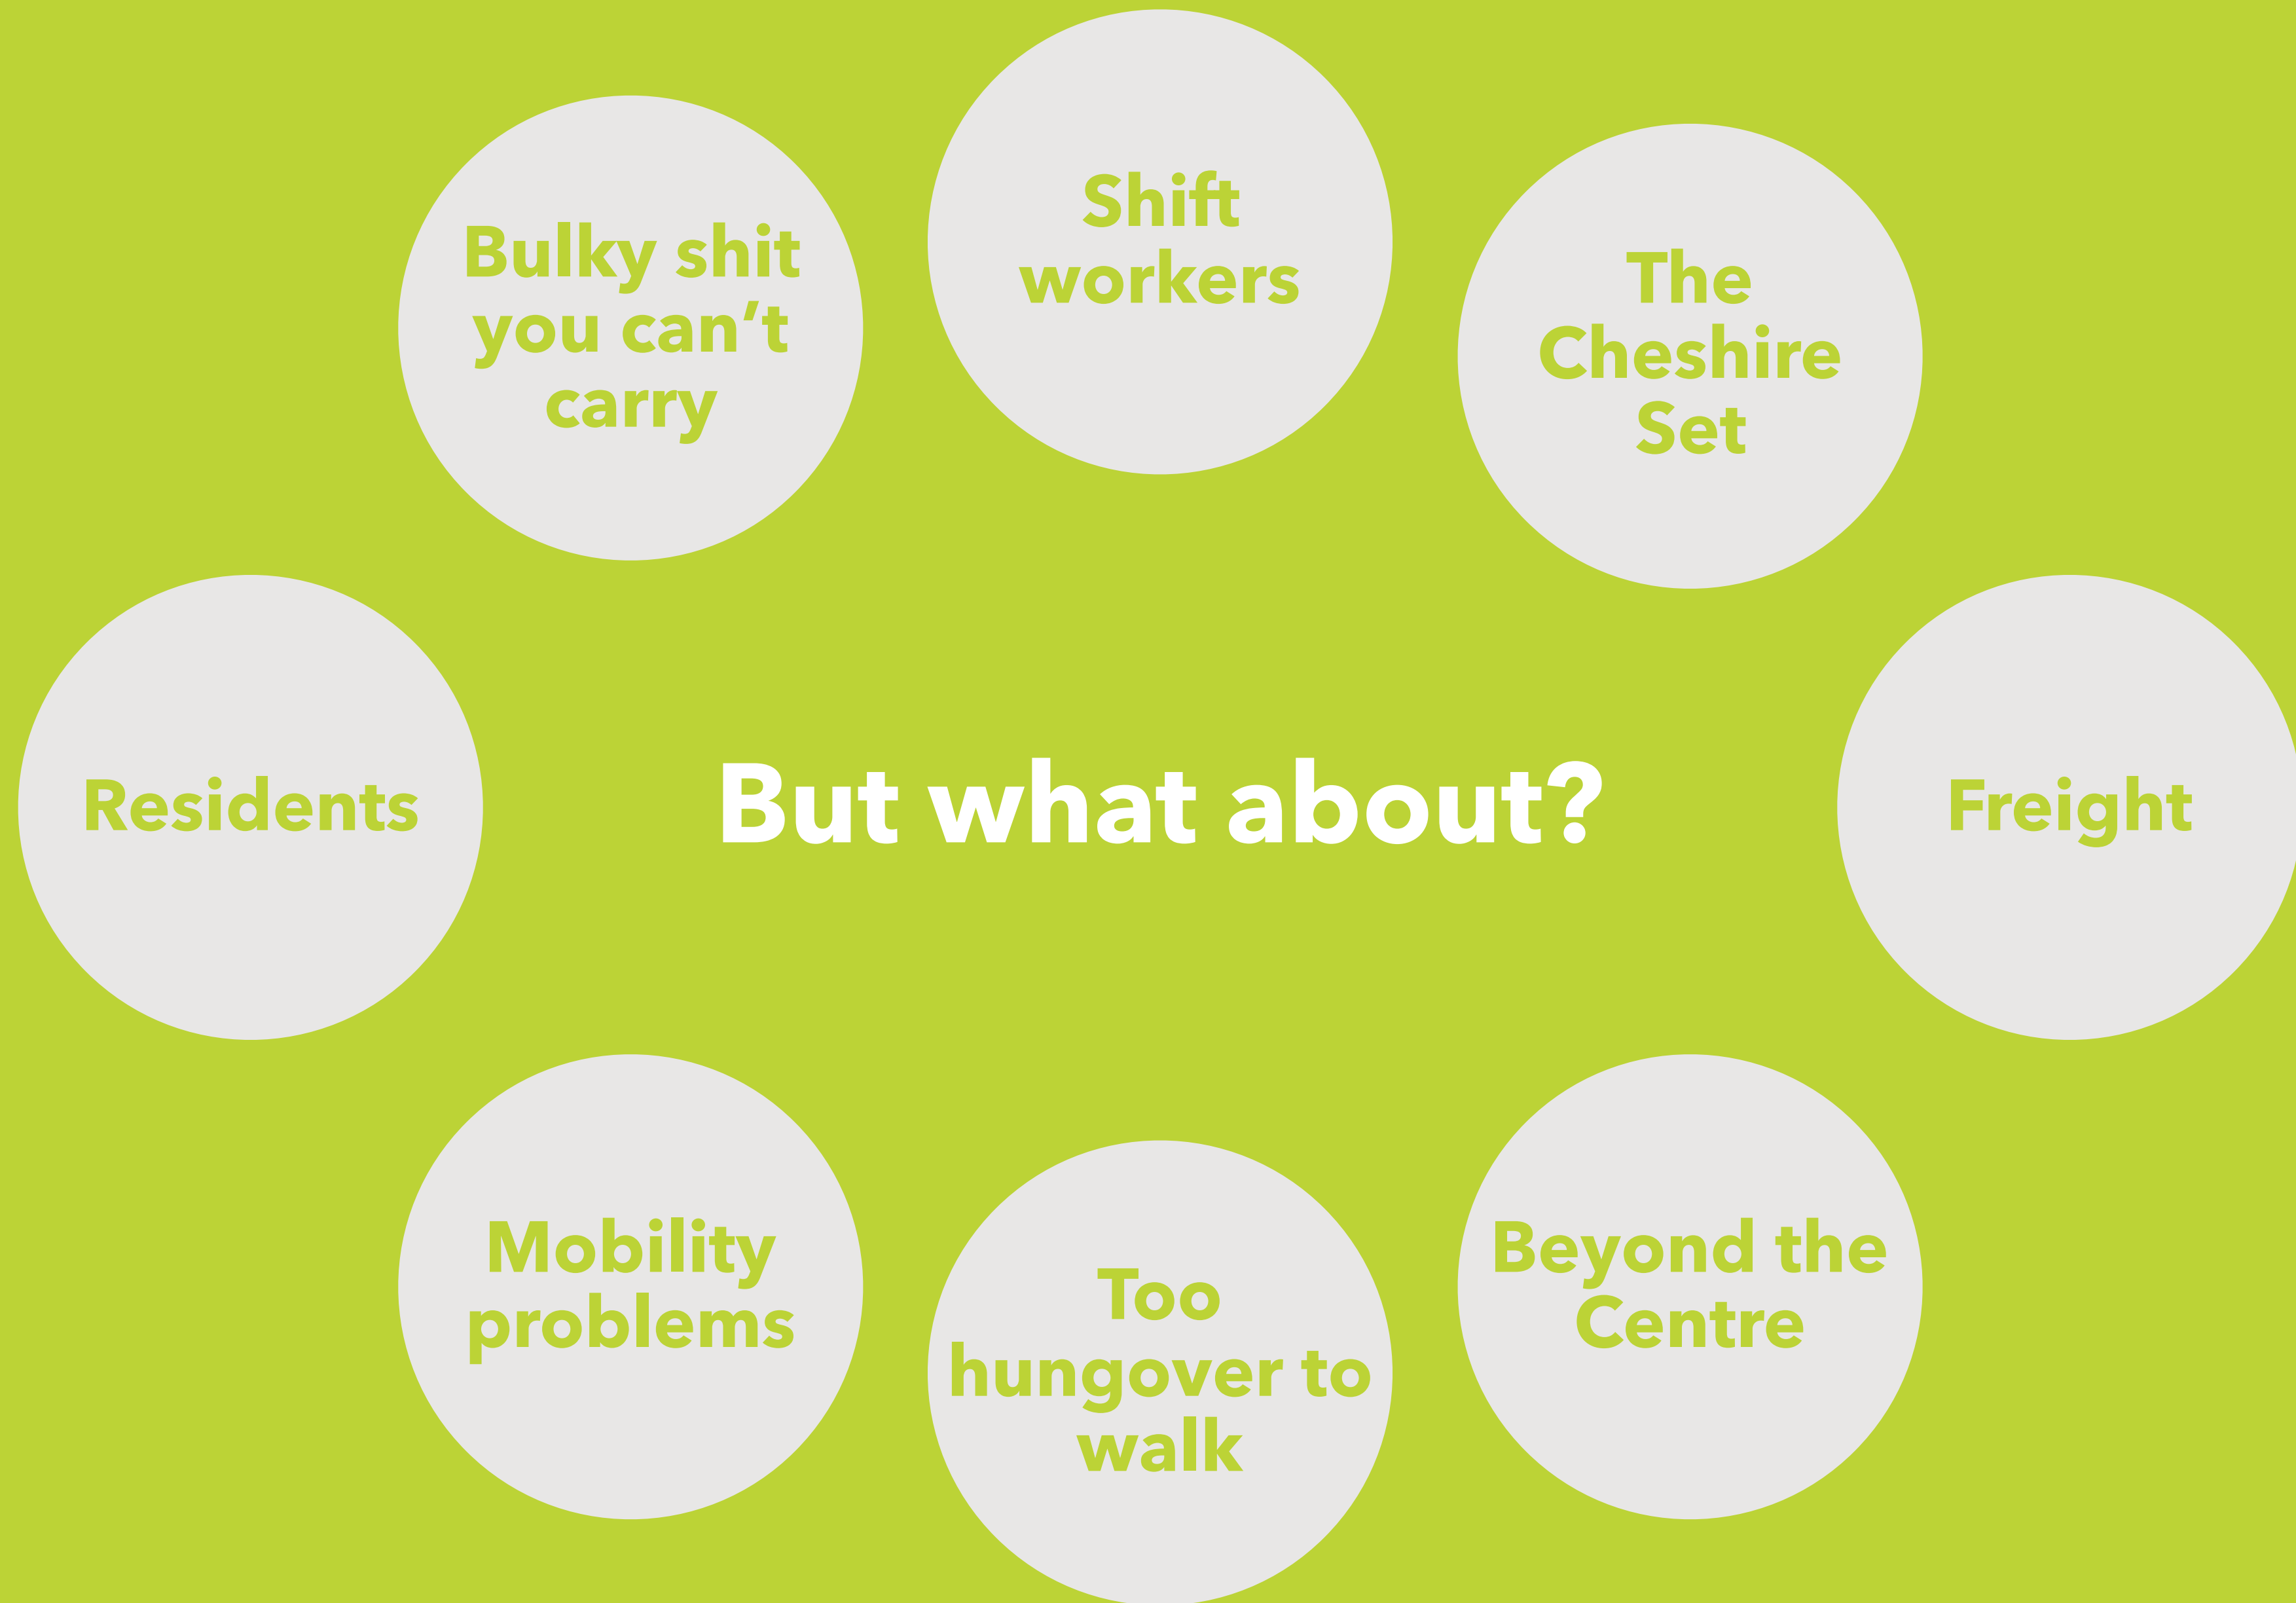 Shift
workers
Bulky shit
you can't
carry
The
Cheshire
Set
Residents
But what about?
Freight
Mobility
problems
Too
hungover to
walk
Beyond the
Centre